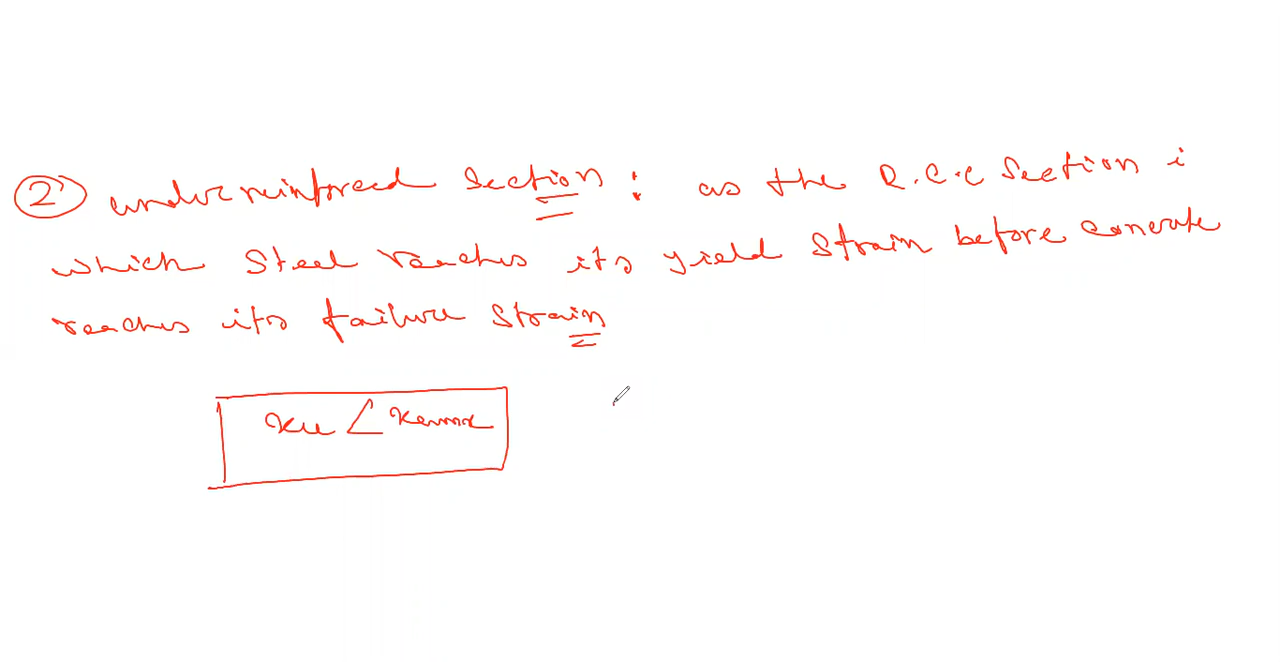 ② underreinforced Section : as the R.C.C Section i
which Steel reaches its yield Strain before concrete
reaches its failure Strain
xu < xumax